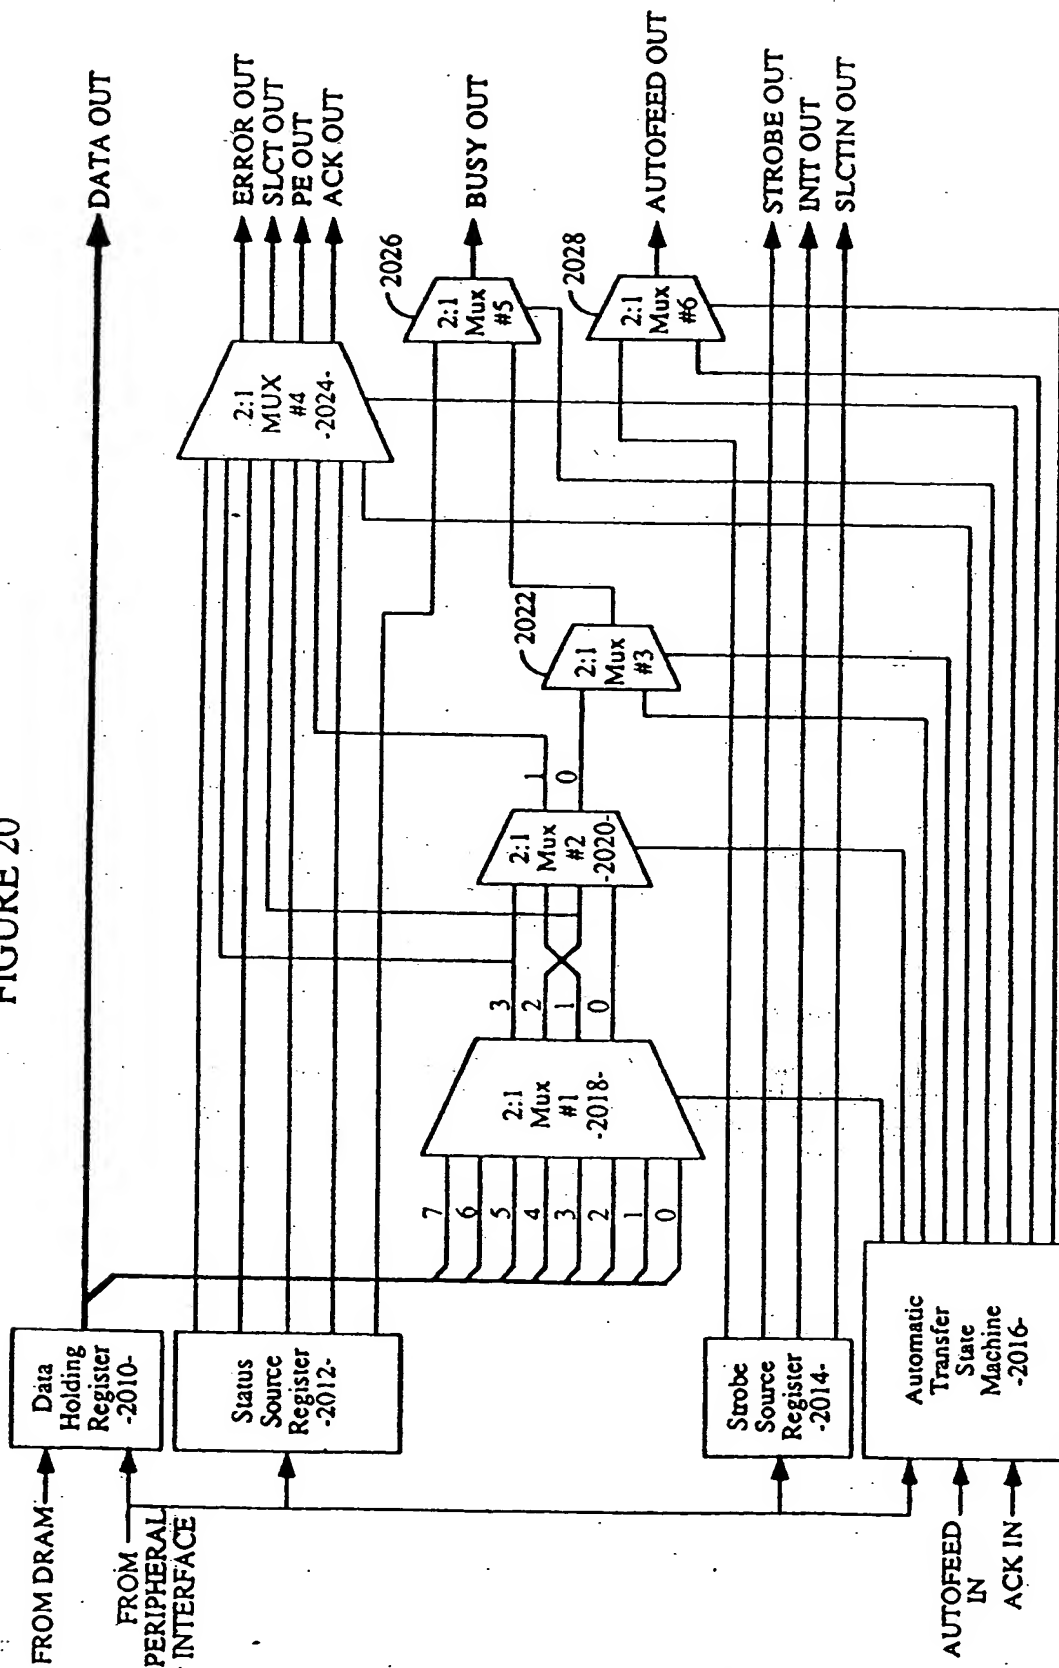 FIGURE 20
FROM DRAM
FROM
PERIPHERAL
INTERFACE
AUTOFEED
IN
ACK IN
Data
Holding
Register
-2010-
Status
Source
Register
-2012-
Strobe
Source
Register
-2014-
Automatic
Transfer
State
Machine
-2016-
7
6
5
4
3
2
1
0
2:1
Mux
#1
-2018-
3
2
1
0
2:1
Mux
#2
-2020-
1
0
2022
2:1
Mux
#3
2:1
MUX
#4
-2024-
2026
2:1
Mux
#5
2028
2:1
Mux
#6
DATA OUT
ERROR OUT
SLCT OUT
PE OUT
ACK OUT
BUSY OUT
AUTOFEED OUT
STROBE OUT
INIT OUT
SLCTIN OUT